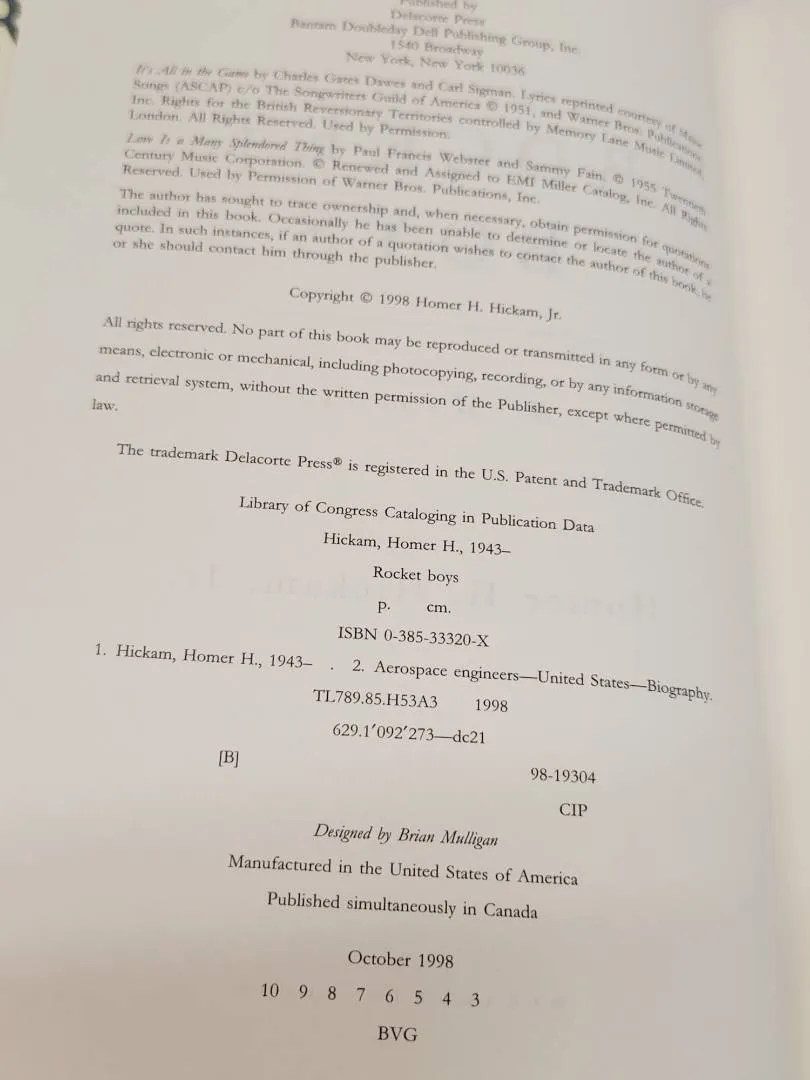 Published by
Delacorte Press
Bantam Doubleday Dell Publishing Group, Inc.
1540 Broadway
New York, New York 10036
It's All in the Game by Charles Gates Dawes and Carl Sigman. Lyrics reprinted courtesy of Major
Songs (ASCAP) c/o The Songwriters Guild of America © 1951, and Warner Bros. Publications
Inc. Rights for the British Reversionary Territories controlled by Memory Lane Music Limited,
London. All Rights Reserved. Used by Permission.
Love Is a Many Splendored Thing by Paul Francis Webster and Sammy Fain. © 1955 Twentieth
Century Music Corporation. © Renewed and Assigned to EMI Miller Catalog, Inc. All Rights
Reserved. Used by Permission of Warner Bros. Publications, Inc.
The author has sought to trace ownership and, when necessary, obtain permission for quotations
included in this book. Occasionally he has been unable to determine or locate the author of a
quote. In such instances, if an author of a quotation wishes to contact the author of this book, he
or she should contact him through the publisher.
Copyright © 1998 Homer H. Hickam, Jr.
All rights reserved. No part of this book may be reproduced or transmitted in any form or by any
means, electronic or mechanical, including photocopying, recording, or by any information storage
and retrieval system, without the written permission of the Publisher, except where permitted by
law.
The trademark Delacorte Press® is registered in the U.S. Patent and Trademark Office.
Library of Congress Cataloging in Publication Data
Hickam, Homer H., 1943–
Rocket boys
p. cm.
ISBN 0-385-33320-X
1. Hickam, Homer H., 1943– . 2. Aerospace engineers—United States—Biography.
TL789.85.H53A3 1998
629.1′092′273—dc21
[B] 98-19304
CIP
Designed by Brian Mulligan
Manufactured in the United States of America
Published simultaneously in Canada
October 1998
10 9 8 7 6 5 4 3
BVG